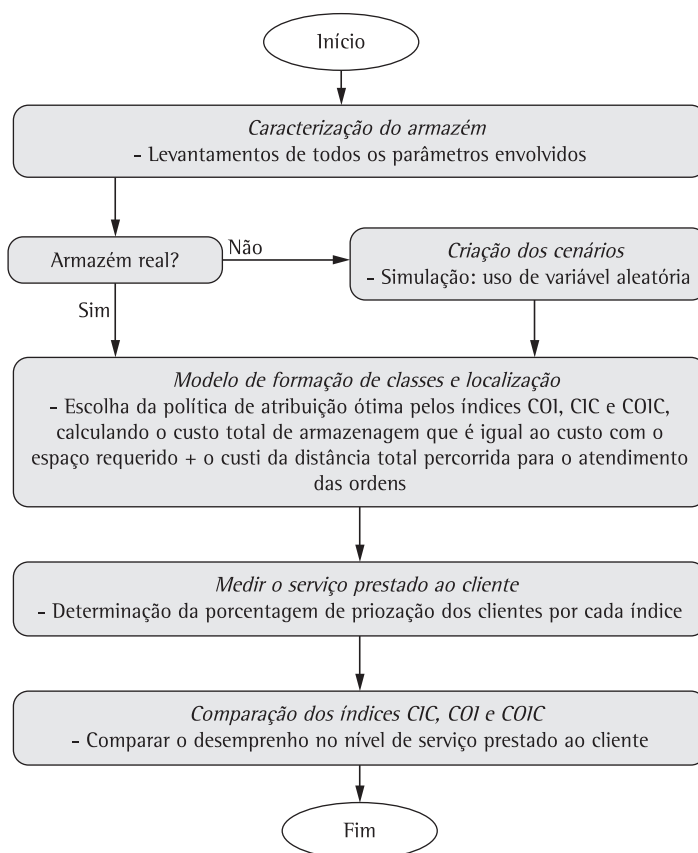 Início
Caracterização do armazém
- Levantamentos de todos os parâmetros envolvidos
Armazém real?
Não
Sim
Criação dos cenários
- Simulação: uso de variável aleatória
Modelo de formação de classes e localização
- Escolha da política de atribuição ótima pelos índices COI, CIC e COIC,
calculando o custo total de armazenagem que é igual ao custo com o
espaço requerido + o custi da distância total percorrida para o atendimento
das ordens
Medir o serviço prestado ao cliente
- Determinação da porcentagem de priozação dos clientes por cada índice
Comparação dos índices CIC, COI e COIC
- Comparar o desemprenho no nível de serviço prestado ao cliente
Fim